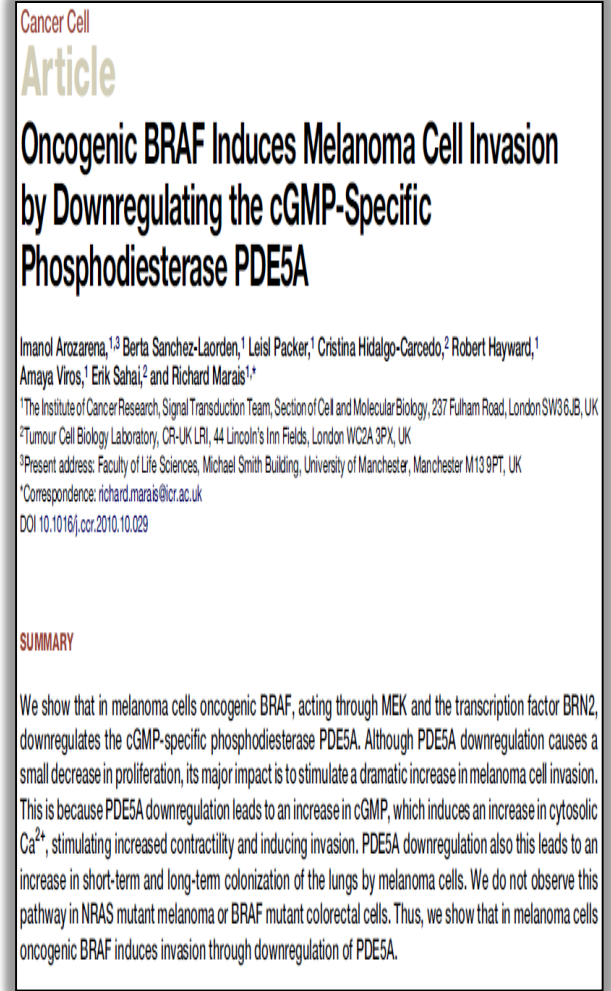 Cancer Cell
Article
Oncogenic BRAF Induces Melanoma Cell Invasion
by Downregulating the cGMP-Specific
Phosphodiesterase PDE5A
Imanol Arozarena,1,3 Berta Sanchez-Laorden,1 Leisl Packer,1 Cristina Hidalgo-Carcedo,2 Robert Hayward,1
Amaya Viros,1 Erik Sahai,2 and Richard Marais1,*
1The Institute of Cancer Research, Signal Transduction Team, Section of Cell and Molecular Biology, 237 Fulham Road, London SW3 6JB, UK
2Tumour Cell Biology Laboratory, CR-UK LRI, 44 Lincoln's Inn Fields, London WC2A 3PX, UK
3Present address: Faculty of Life Sciences, Michael Smith Building, University of Manchester, Manchester M13 9PT, UK
*Correspondence: richard.marais@icr.ac.uk
DOI 10.1016/j.ccr.2010.10.029
SUMMARY
We show that in melanoma cells oncogenic BRAF, acting through MEK and the transcription factor BRN2,
downregulates the cGMP-specific phosphodiesterase PDE5A. Although PDE5A downregulation causes a
small decrease in proliferation, its major impact is to stimulate a dramatic increase in melanoma cell invasion.
This is because PDE5A downregulation leads to an increase in cGMP, which induces an increase in cytosolic
Ca2+, stimulating increased contractility and inducing invasion. PDE5A downregulation also this leads to an
increase in short-term and long-term colonization of the lungs by melanoma cells. We do not observe this
pathway in NRAS mutant melanoma or BRAF mutant colorectal cells. Thus, we show that in melanoma cells
oncogenic BRAF induces invasion through downregulation of PDE5A.